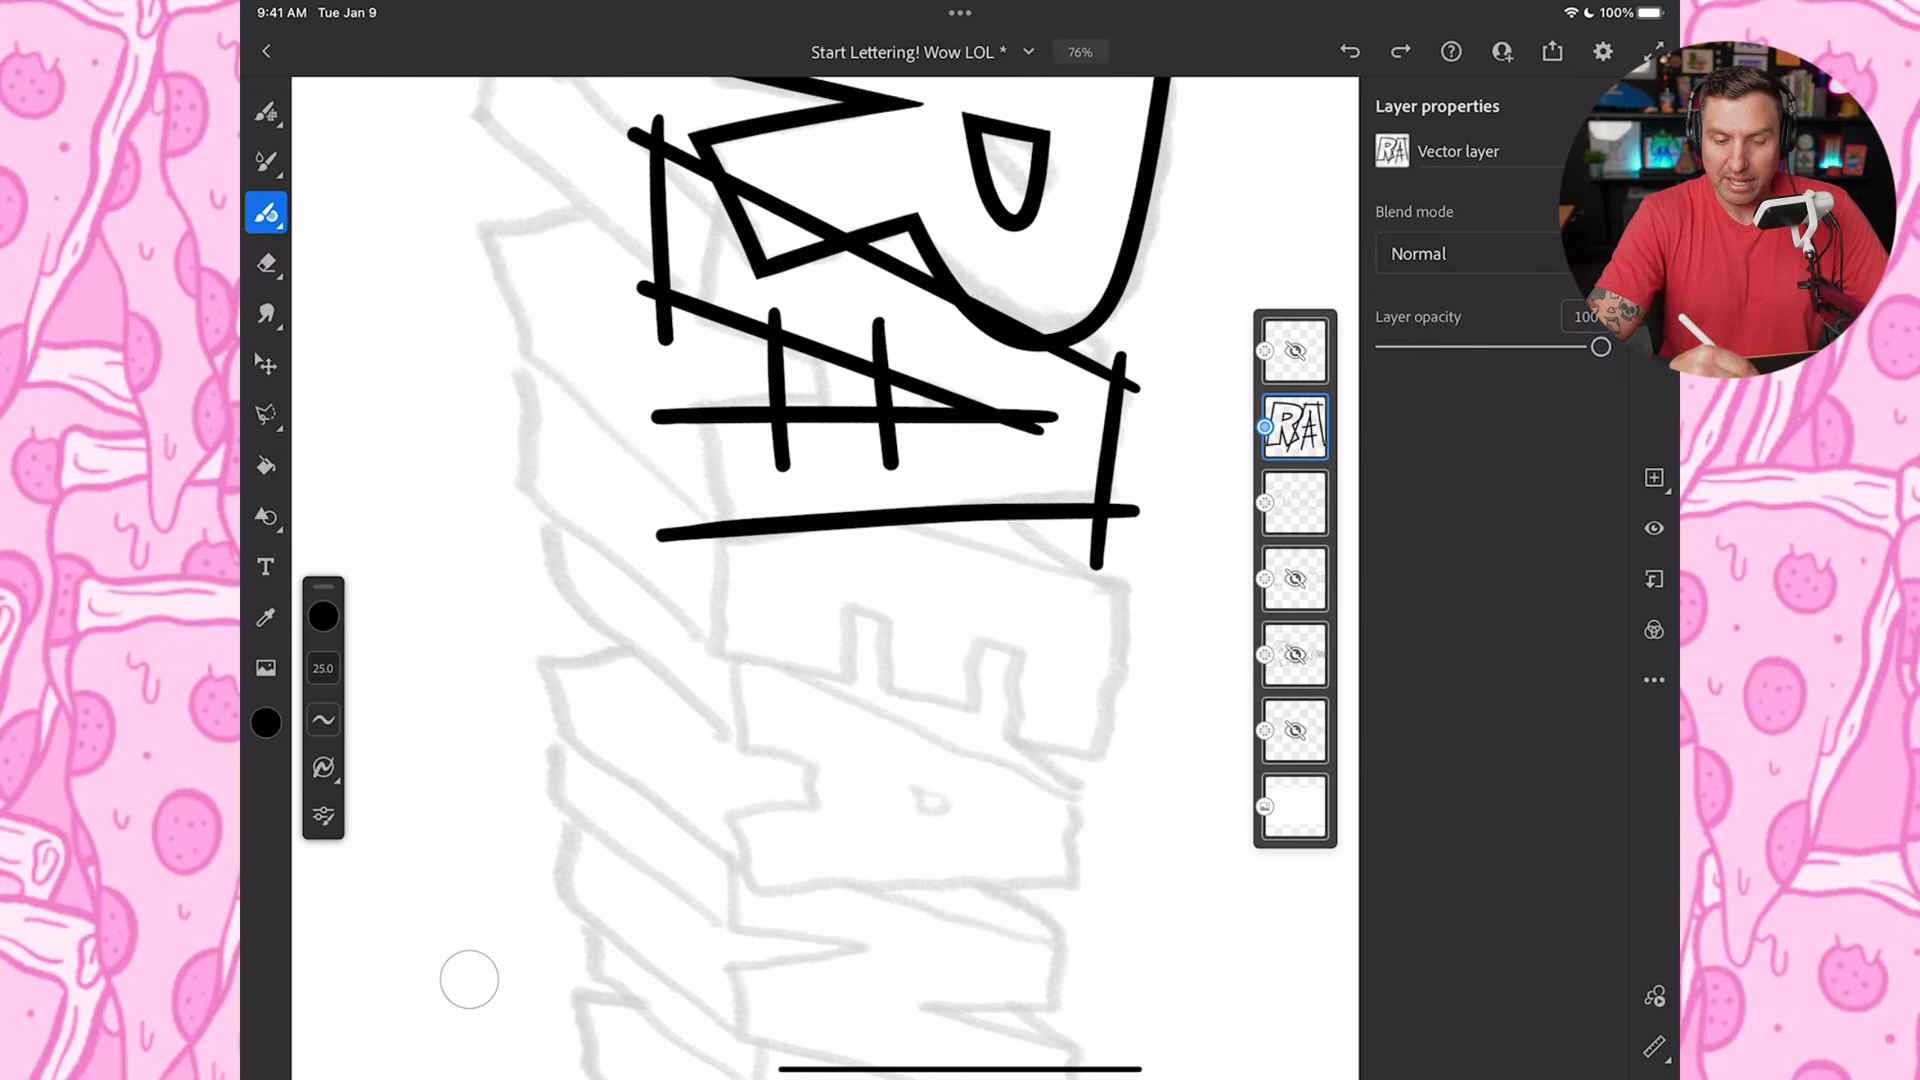 9:41 AM Tue Jan 9
100%
Start Lettering! Wow LOL *
76%
Layer properties
Vector layer
Blend mode
Normal
Layer opacity
100
25.0
RA